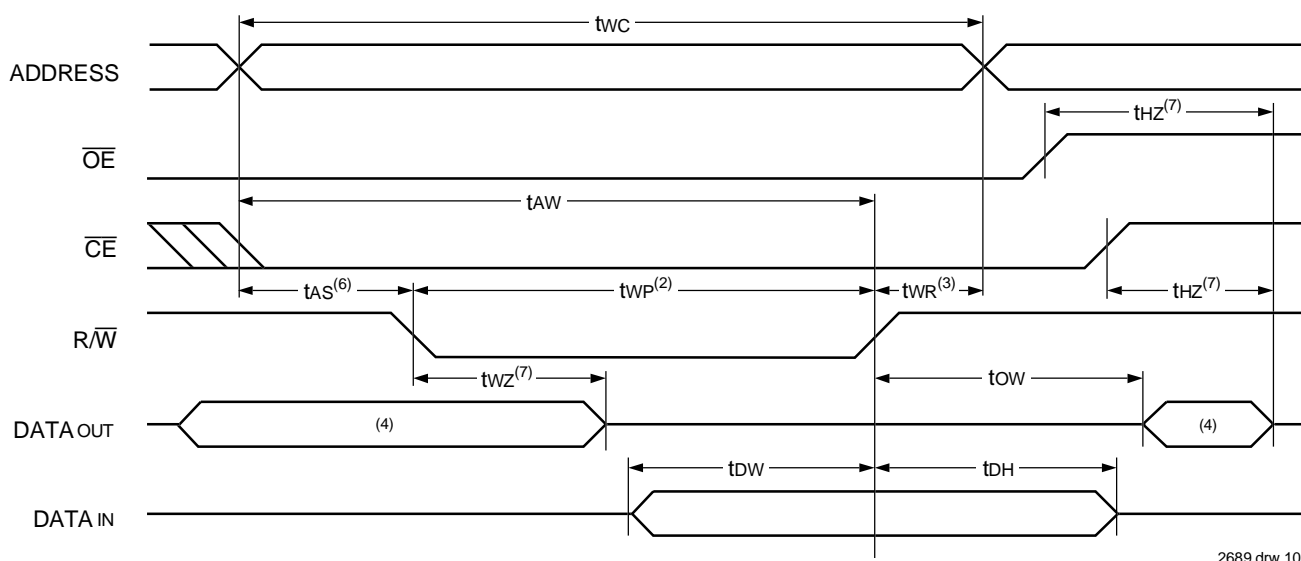 tWC
ADDRESS
tHZ(7)
OE
tAW
CE
tAS(6) tWP(2) tWR(3) tHZ(7)
R/W
tWZ(7) tOW
DATA OUT (4) (4)
tDW tDH
DATA IN
2689 drw 10